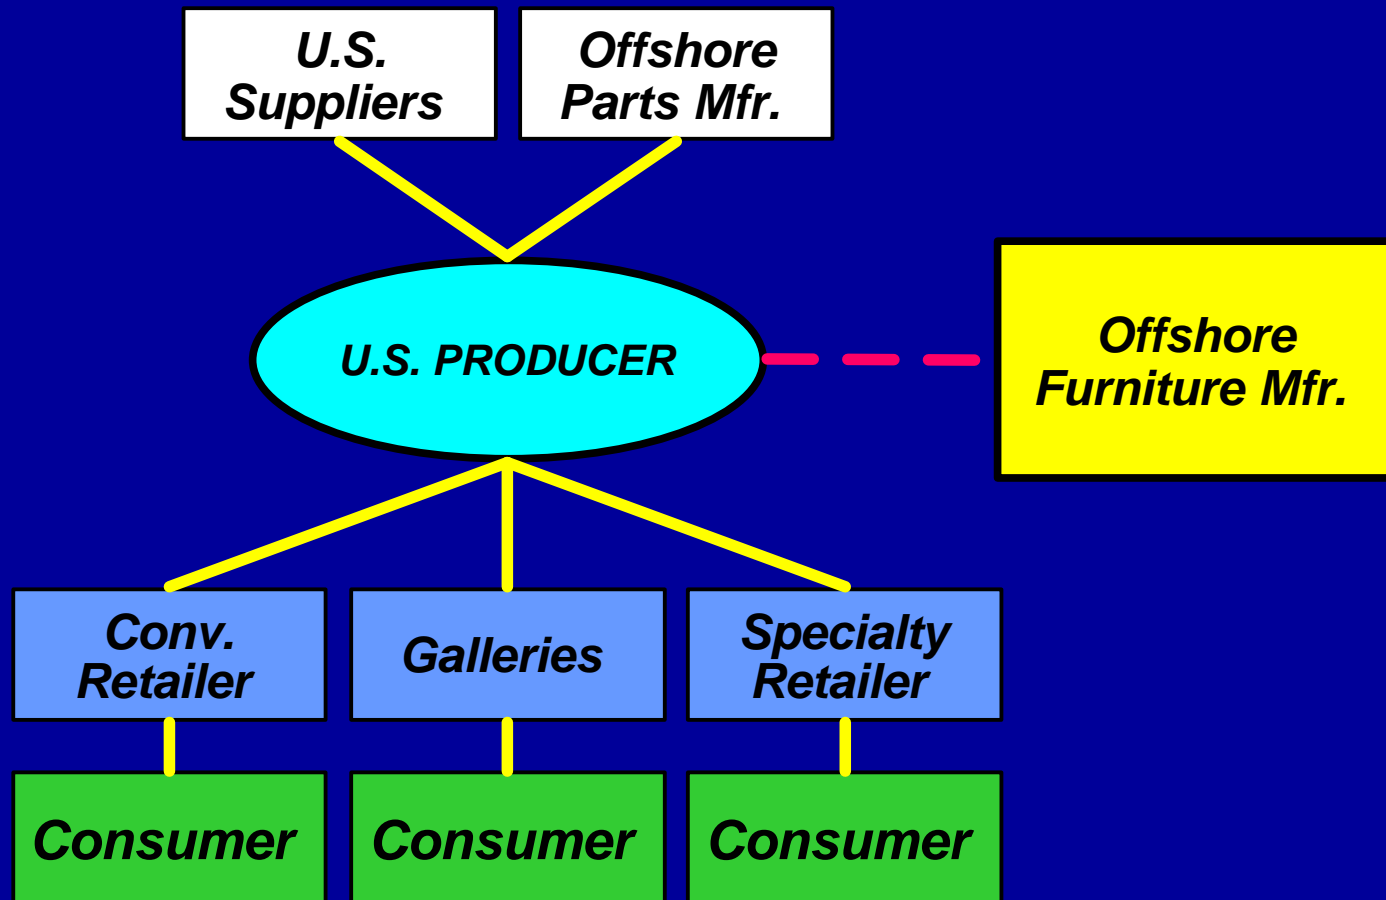 U.S.
Suppliers
Offshore
Parts Mfr.
U.S. PRODUCER
Offshore
Furniture Mfr.
Conv.
Retailer
Galleries
Specialty
Retailer
Consumer
Consumer
Consumer